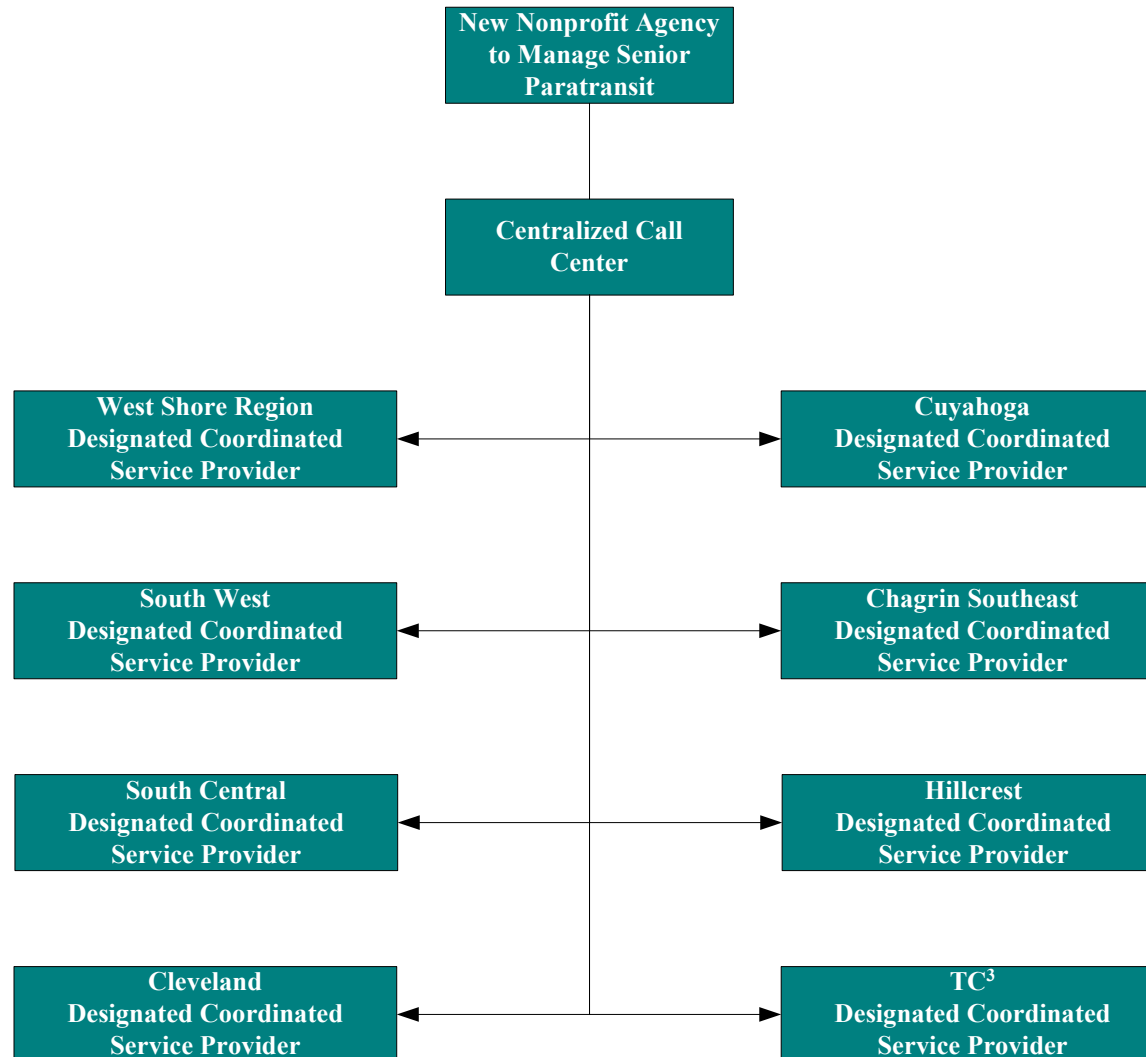 New Nonprofit Agency
to Manage Senior
Paratransit
Centralized Call
Center
West Shore Region
Designated Coordinated
Service Provider
Cuyahoga
Designated Coordinated
Service Provider
South West
Designated Coordinated
Service Provider
Chagrin Southeast
Designated Coordinated
Service Provider
South Central
Designated Coordinated
Service Provider
Hillcrest
Designated Coordinated
Service Provider
Cleveland
Designated Coordinated
Service Provider
TC³
Designated Coordinated
Service Provider